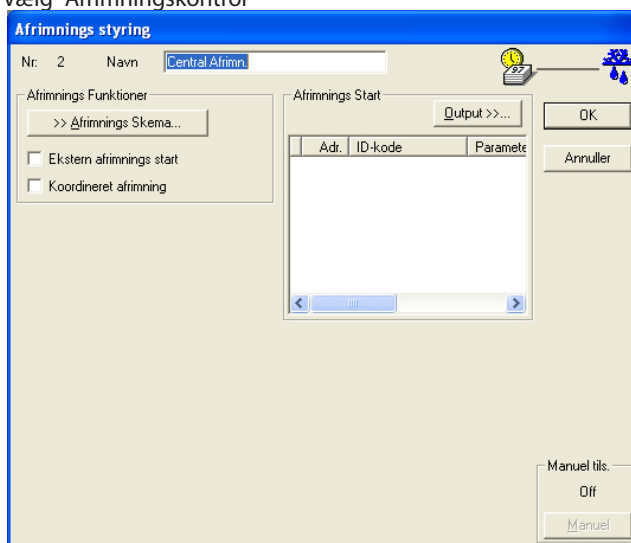 Vælg "Afrimningskontrol"
Afrimnings styring
Nr: 2 Navn Central Afrimn.
Afrimnings Funktioner
>> Afrimnings Skema...
Ekstern afrimnings start
Koordineret afrimning
Afrimnings Start
Output >>...
Adr. ID-kode Paramete
OK
Annuller
Manuel tils.
Off
Manuel